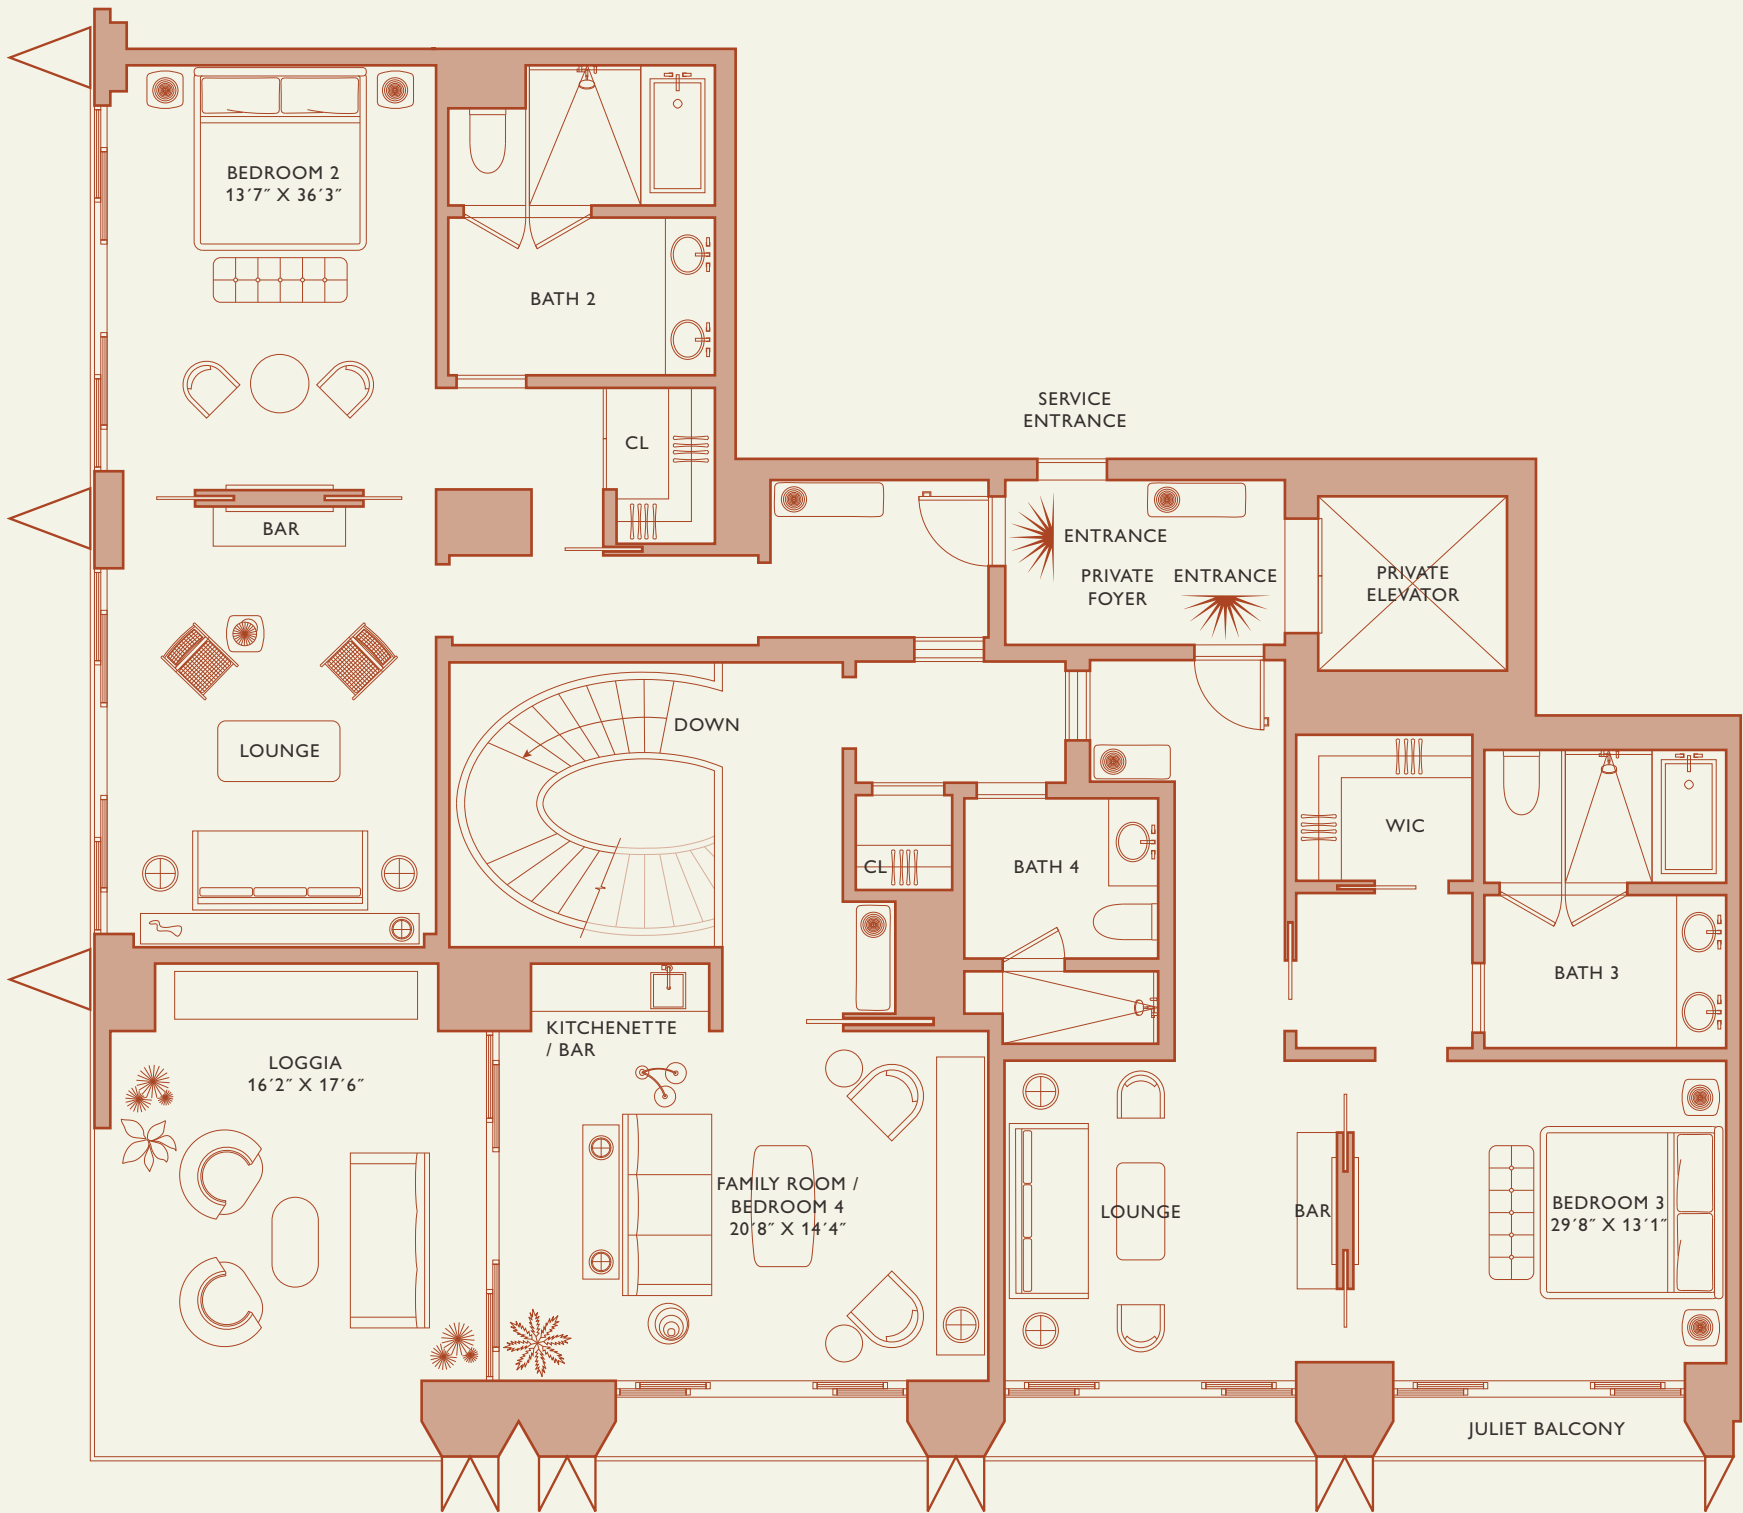 BEDROOM 2
13′7″ X 36′3″
BATH 2
SERVICE
ENTRANCE
CL
BAR
ENTRANCE
PRIVATE
FOYER
ENTRANCE
PRIVATE
ELEVATOR
DOWN
LOUNGE
WIC
CL
BATH 4
BATH 3
KITCHENETTE
/ BAR
LOGGIA
16′2″ X 17′6″
FAMILY ROOM /
BEDROOM 4
20′8″ X 14′4″
LOUNGE
BAR
BEDROOM 3
29′8″ X 13′1″
JULIET BALCONY